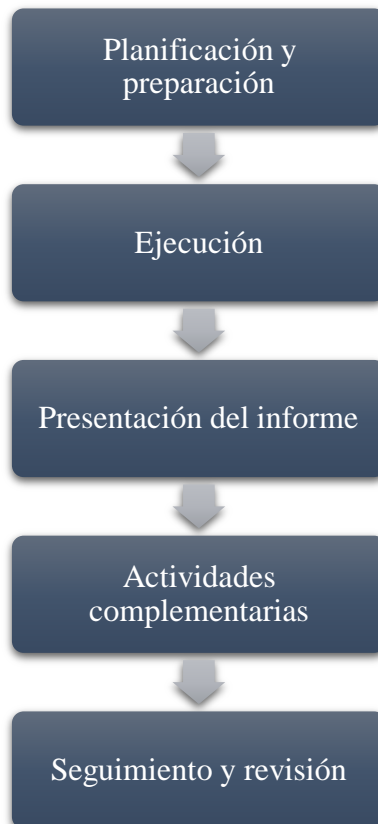 Planificación y
preparación
Ejecución
Presentación del informe
Actividades
complementarias
Seguimiento y revisión